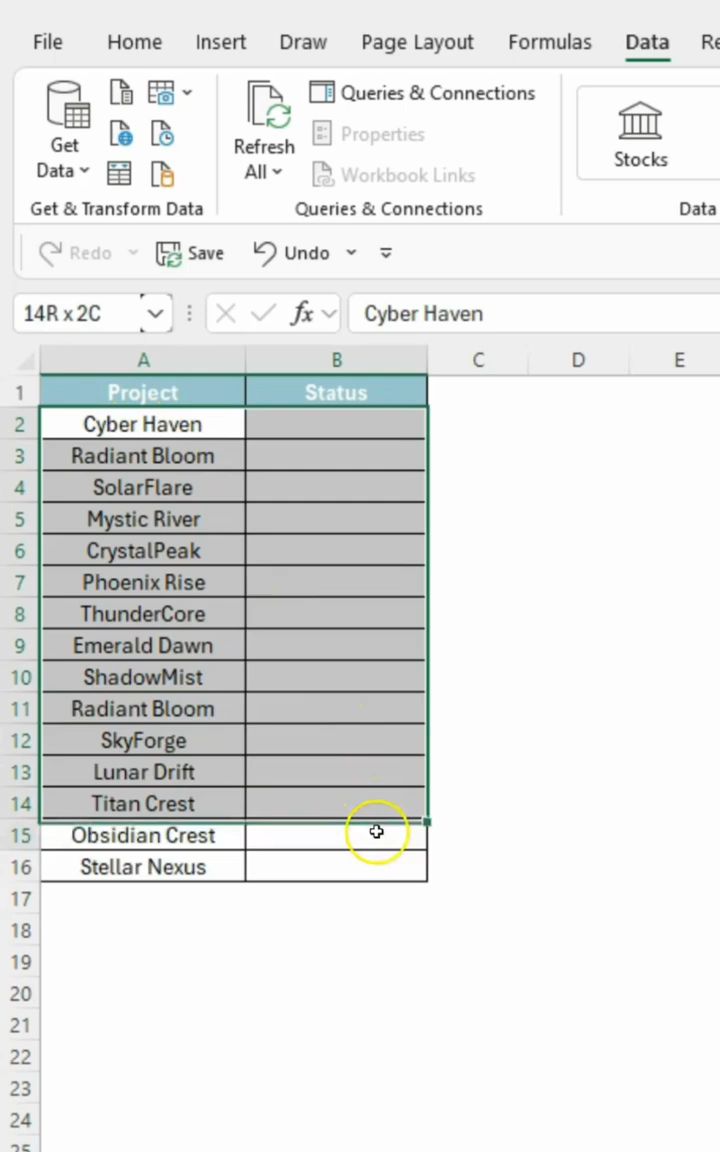 File Home Insert Draw Page Layout Formulas Data Re
Get Data
Refresh All
Queries & Connections
Properties
Workbook Links
Stocks
Get & Transform Data Queries & Connections Data
Redo Save Undo
14R x 2C fx Cyber Haven
A B C D E
1 Project Status
2 Cyber Haven
3 Radiant Bloom
4 SolarFlare
5 Mystic River
6 CrystalPeak
7 Phoenix Rise
8 ThunderCore
9 Emerald Dawn
10 ShadowMist
11 Radiant Bloom
12 SkyForge
13 Lunar Drift
14 Titan Crest
15 Obsidian Crest
16 Stellar Nexus
17
18
19
20
21
22
23
24
25